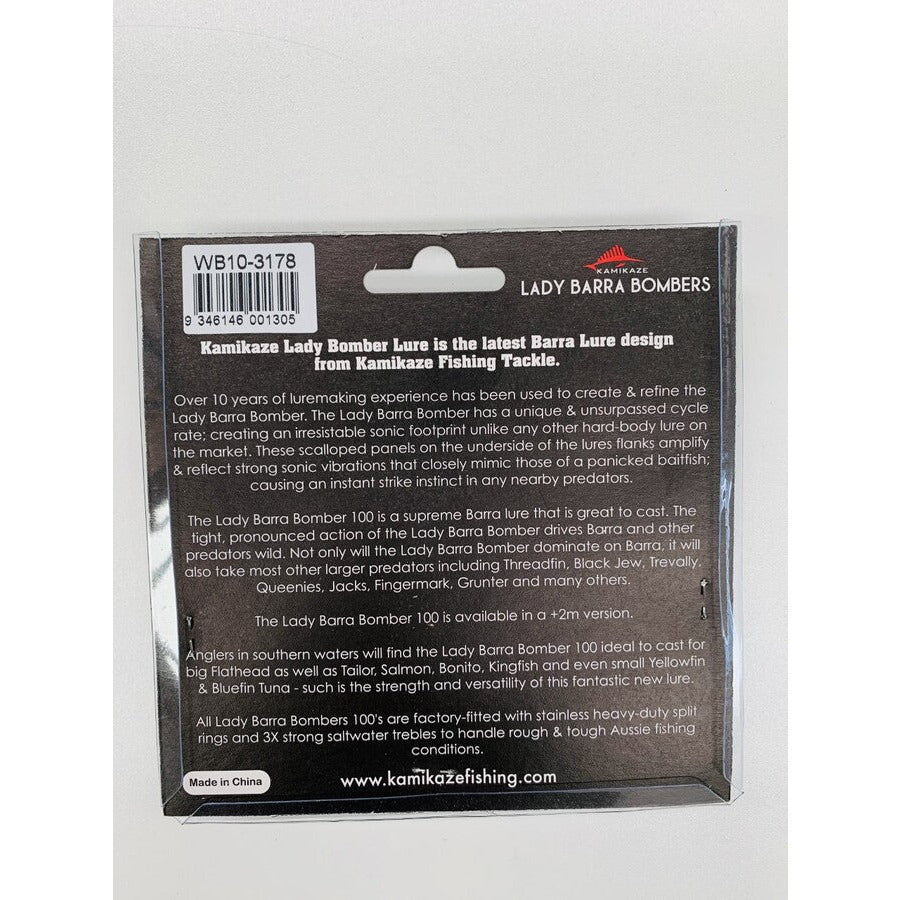 WB10-3178
9 346146 001305
KAMIKAZE
LADY BARRA BOMBERS
Kamikaze Lady Bomber Lure is the latest Barra Lure design
from Kamikaze Fishing Tackle.
Over 10 years of luremaking experience has been used to create & refine the
Lady Barra Bomber. The Lady Barra Bomber has a unique & unsurpassed cycle
rate; creating an irresistable sonic footprint unlike any other hard-body lure on
the market. These scalloped panels on the underside of the lures flanks amplify
& reflect strong sonic vibrations that closely mimic those of a panicked baitfish;
causing an instant strike instinct in any nearby predators.
The Lady Barra Bomber 100 is a supreme Barra lure that is great to cast. The
tight, pronounced action of the Lady Barra Bomber drives Barra and other
predators wild. Not only will the Lady Barra Bomber dominate on Barra, it will
also take most other larger predators including Threadfin, Black Jew, Trevally,
Queenies, Jacks, Fingermark, Grunter and many others.
The Lady Barra Bomber 100 is available in a +2m version.
Anglers in southern waters will find the Lady Barra Bomber 100 ideal to cast for
big Flathead as well as Tailor, Salmon, Bonito, Kingfish and even small Yellowfin
& Bluefin Tuna - such is the strength and versatility of this fantastic new lure.
All Lady Barra Bombers 100's are factory-fitted with stainless heavy-duty split
rings and 3X strong saltwater trebles to handle rough & tough Aussie fishing
conditions.
Made in China
www.kamikazefishing.com